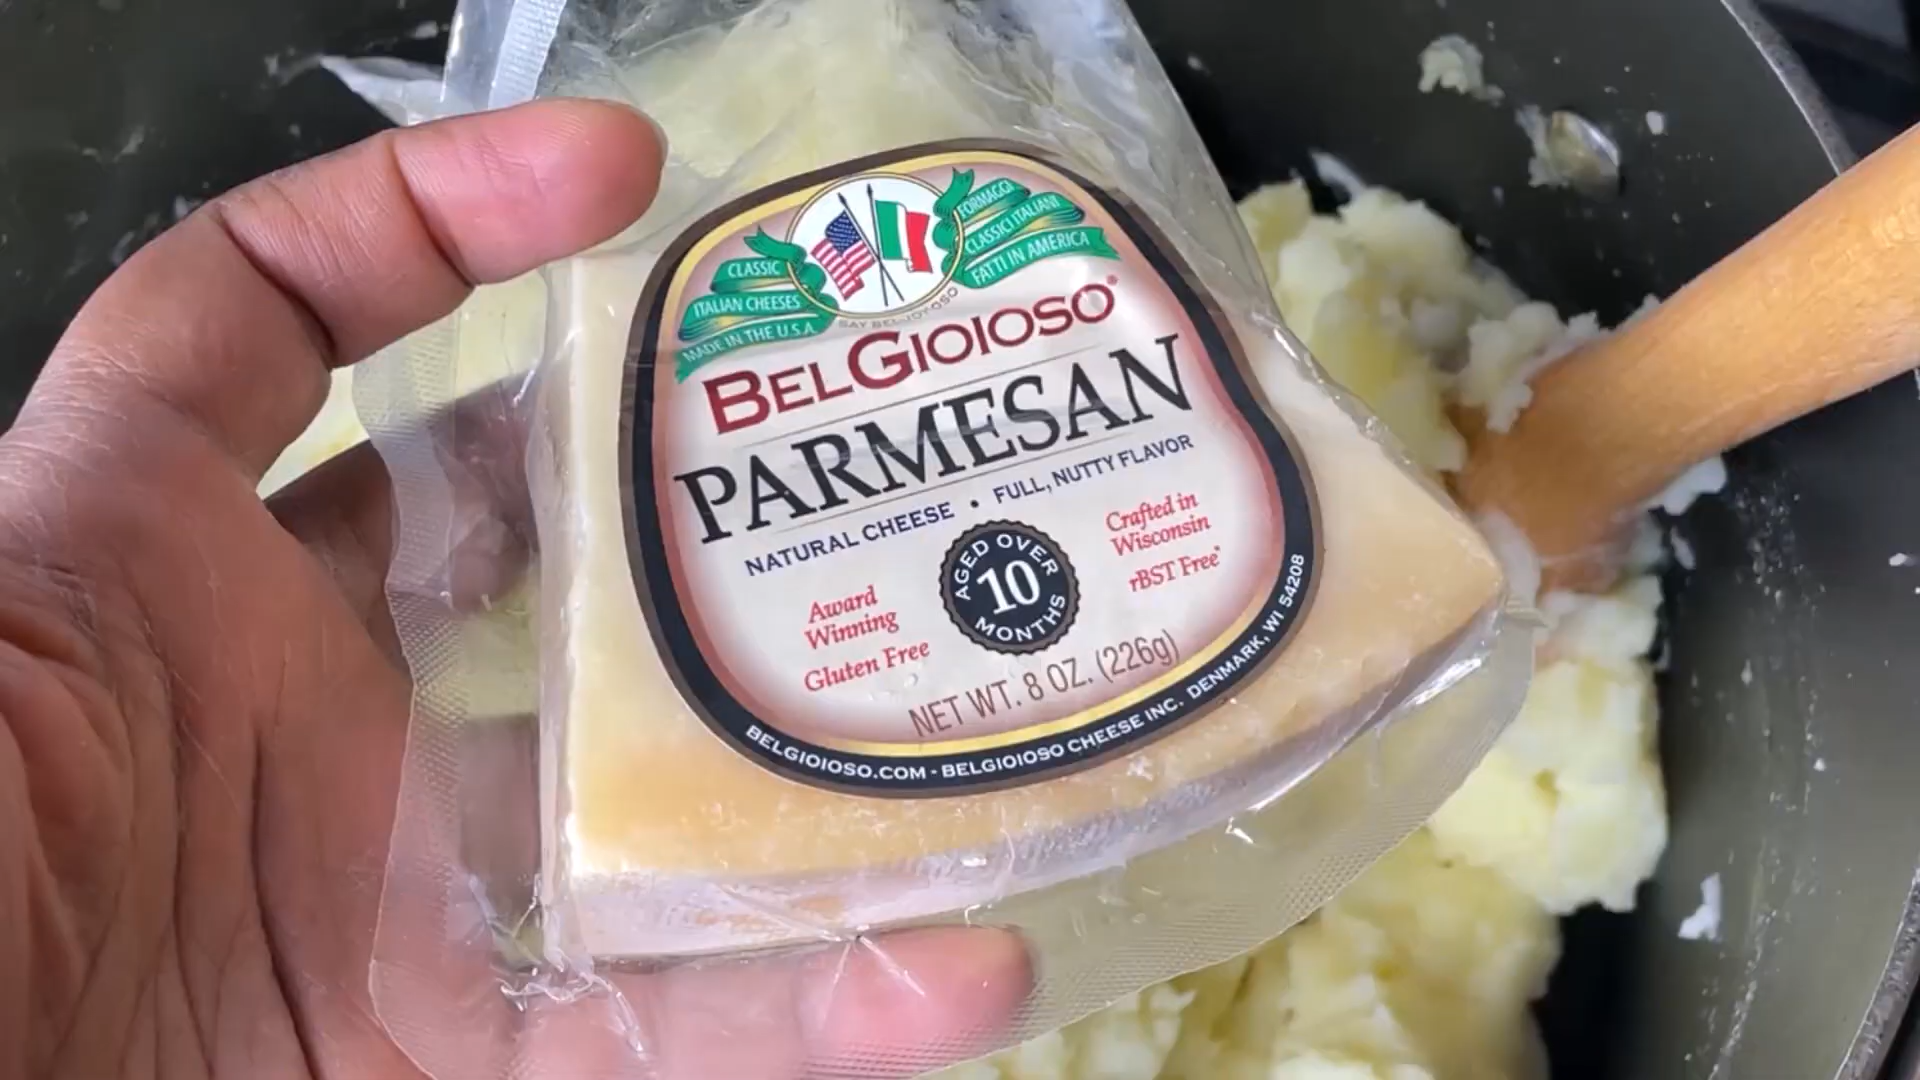 CLASSIC
ITALIAN CHEESES
MADE IN THE U.S.A.
FORMAGGI
CLASSICI ITALIANI
FATTI IN AMERICA
SAY BEL-JOY-OSO
BELGIOIOSO®
PARMESAN
NATURAL CHEESE • FULL, NUTTY FLAVOR
AGED OVER
10
MONTHS
Award
Winning
Gluten Free
Crafted in
Wisconsin
rBST Free*
NET WT. 8 OZ. (226g)
BELGIOIOSO.COM - BELGIOIOSO CHEESE INC. DENMARK, WI 54208